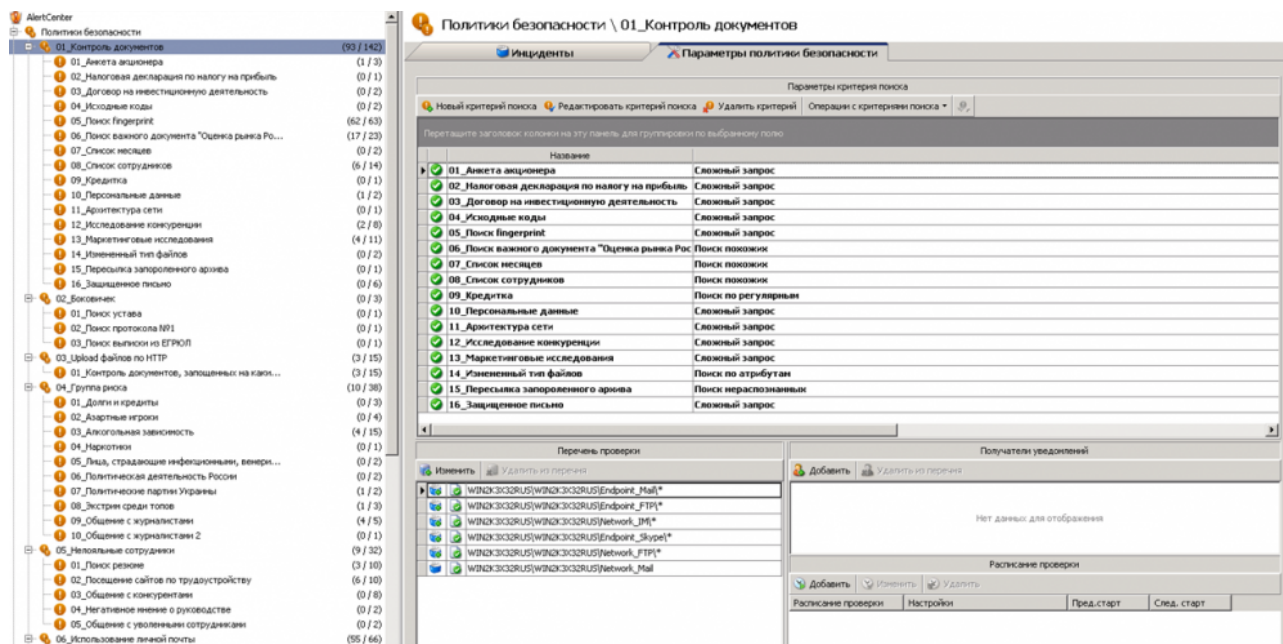 AlertCenter
Политики безопасности
01_Контроль документов (93 / 142)
01_Анкета акционера (1 / 3)
02_Налоговая декларация по налогу на прибыль (0 / 1)
03_Договор на инвестиционную деятельность (0 / 2)
04_Исходные коды (0 / 2)
05_Поиск fingerprint (62 / 63)
06_Поиск важного документа "Оценка рынка Ро... (17 / 23)
07_Список месяцев (0 / 2)
08_Список сотрудников (6 / 14)
09_Кредитка (0 / 1)
10_Персональные данные (1 / 2)
11_Архитектура сети (0 / 1)
12_Исследование конкуренции (2 / 8)
13_Маркетинговые исследования (4 / 11)
14_Измененный тип файлов (0 / 2)
15_Пересылка запороленного архива (0 / 1)
16_Защищенное письмо (0 / 6)
02_Боковичек (0 / 3)
01_Поиск устава (0 / 1)
02_Поиск протокола №1 (0 / 1)
03_Поиск выписки из ЕГРЮЛ (0 / 1)
03_Upload файлов по HTTP (3 / 15)
01_Контроль документов, запощенных на каки... (3 / 15)
04_Группа риска (10 / 38)
01_Долги и кредиты (0 / 3)
02_Азартные игроки (0 / 4)
03_Алкогольная зависимость (4 / 15)
04_Наркотики (0 / 1)
05_Лица, страдающие инфекционными, венери... (0 / 2)
06_Политическая деятельность России (0 / 2)
07_Политические партии Украины (1 / 2)
08_Экстрим среди топов (1 / 3)
09_Общение с журналистами (4 / 5)
10_Общение с журналистами 2 (0 / 1)
05_Нелояльные сотрудники (9 / 32)
01_Поиск резюме (3 / 10)
02_Посещение сайтов по трудоустройству (6 / 10)
03_Общение с конкурентами (0 / 8)
04_Негативное мнение о руководстве (0 / 2)
05_Общение с уволенными сотрудниками (0 / 2)
06_Использование личной почты (55 / 66)
Политики безопасности \ 01_Контроль документов
Инциденты Параметры политики безопасности
Параметры критерия поиска
Новый критерий поиска Редактировать критерий поиска Удалить критерий Операции с критериями поиска
Перетащите заголовок колонки на эту панель для группировки по выбранному полю
Название
01_Анкета акционера Сложный запрос
02_Налоговая декларация по налогу на прибыль Сложный запрос
03_Договор на инвестиционную деятельность Сложный запрос
04_Исходные коды Сложный запрос
05_Поиск fingerprint Сложный запрос
06_Поиск важного документа "Оценка рынка Рос Поиск похожих
07_Список месяцев Поиск похожих
08_Список сотрудников Поиск похожих
09_Кредитка Поиск по регулярным
10_Персональные данные Сложный запрос
11_Архитектура сети Сложный запрос
12_Исследование конкуренции Сложный запрос
13_Маркетинговые исследования Сложный запрос
14_Измененный тип файлов Поиск по атрибутам
15_Пересылка запороленного архива Поиск нераспознанных
16_Защищенное письмо Сложный запрос
Перечень проверки
Изменить Удалить из перечня
WIN2K3X32RUS\WIN2K3X32RUS\Endpoint_Mail\*
WIN2K3X32RUS\WIN2K3X32RUS\Endpoint_FTP\*
WIN2K3X32RUS\WIN2K3X32RUS\Network_IM\*
WIN2K3X32RUS\WIN2K3X32RUS\Endpoint_Skype\*
WIN2K3X32RUS\WIN2K3X32RUS\Network_FTP\*
WIN2K3X32RUS\WIN2K3X32RUS\Network_Mail
Получатели уведомлений
Добавить Удалить из перечня
Нет данных для отображения
Расписание проверки
Добавить Изменить Удалить
Расписание проверки Настройки Пред.старт След. старт